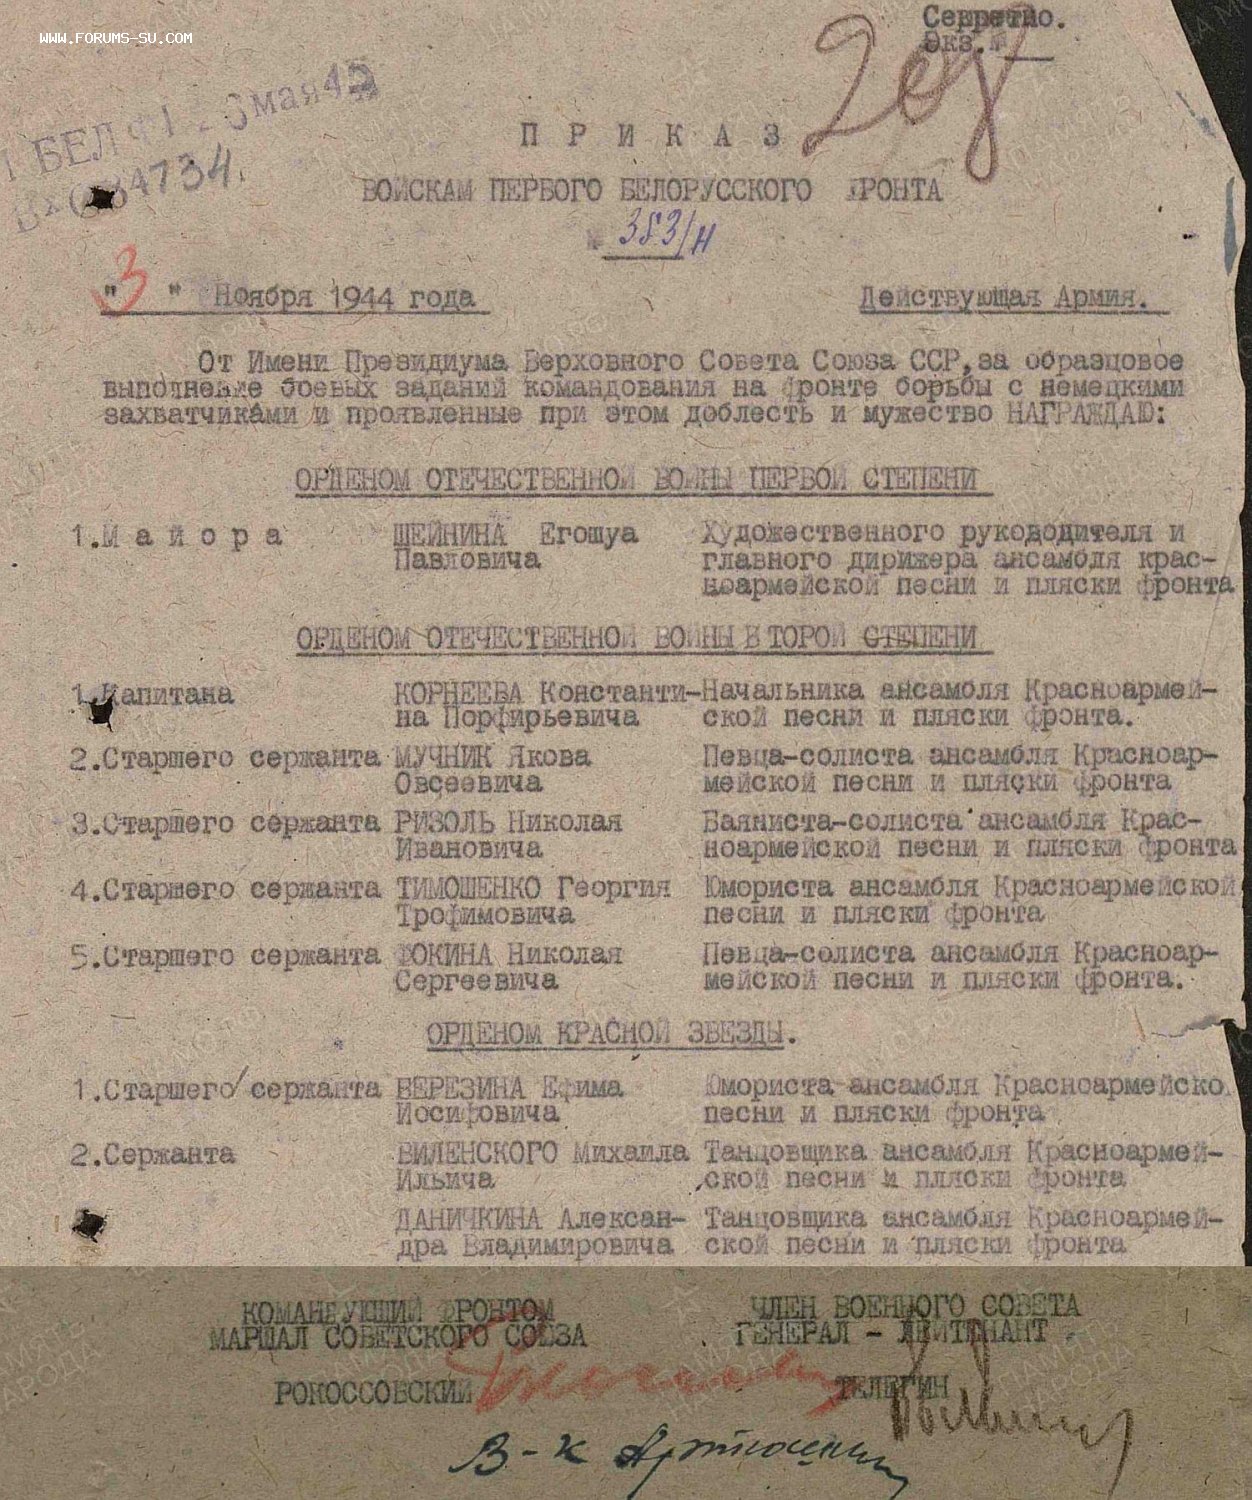 WWW.FORUMS-SU.COM
Секретно.
Экз.№
208
1 БЕЛ Ф 1 - 3 мая 45
Вх 034734.
П Р И К А З
ВОЙСКАМ ПЕРВОГО БЕЛОРУССКОГО ФРОНТА
№ 383/н
"3" Ноября 1944 года Действующая Армия.
От Имени Президиума Верховного Совета Союза ССР, за образцовое
выполнение боевых заданий командования на фронте борьбы с немецкими
захватчиками и проявленные при этом доблесть и мужество НАГРАЖДАЮ:
ОРДЕНОМ ОТЕЧЕСТВЕННОЙ ВОЙНЫ ПЕРВОЙ СТЕПЕНИ
1.М а й о р а ШЕЙНИНА Егошуа Художественного руководителя и
Павловича главного дирижера ансамбля крас-
ноармейской песни и пляски фронта
ОРДЕНОМ ОТЕЧЕСТВЕННОЙ ВОЙНЫ ВТОРОЙ СТЕПЕНИ
1.Капитана КОРНЕЕВА Константи- Начальника ансамбля Красноармей-
на Порфирьевича ской песни и пляски фронта.
2.Старшего сержанта МУЧНИК Якова Певца-солиста ансамбля Красноар-
Овсеевича мейской песни и пляски фронта
3.Старшего сержанта РИЗОЛЬ Николая Баяниста-солиста ансамбля Крас-
Ивановича ноармейской песни и пляски фронта
4.Старшего сержанта ТИМОШЕНКО Георгия Юмориста ансамбля Красноармейской
Трофимовича песни и пляски фронта
5.Старшего сержанта ФОКИНА Николая Певца-солиста ансамбля Красноар-
Сергеевича мейской песни и пляски фронта.
ОРДЕНОМ КРАСНОЙ ЗВЕЗДЫ.
1.Старшего сержанта БЕРЕЗИНА Ефима Юмориста ансамбля Красноармейско
Иосифовича песни и пляски фронта
2.Сержанта ВИЛЕНСКОГО Михаила Танцовщика ансамбля Красноармей-
Ильича ской песни и пляски фронта
ДАНИЧКИНА Алексан- Танцовщика ансамбля Красноармей-
дра Владимировича ской песни и пляски фронта
КОМАНДУЮЩИЙ ФРОНТОМ ЧЛЕН ВОЕННОГО СОВЕТА
МАРШАЛ СОВЕТСКОГО СОЮЗА ГЕНЕРАЛ - ЛЕЙТЕНАНТ
РОКОССОВСКИЙ ТЕЛЕГИН